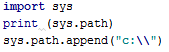 import sys
print (sys.path)
sys.path.append("c:\\")